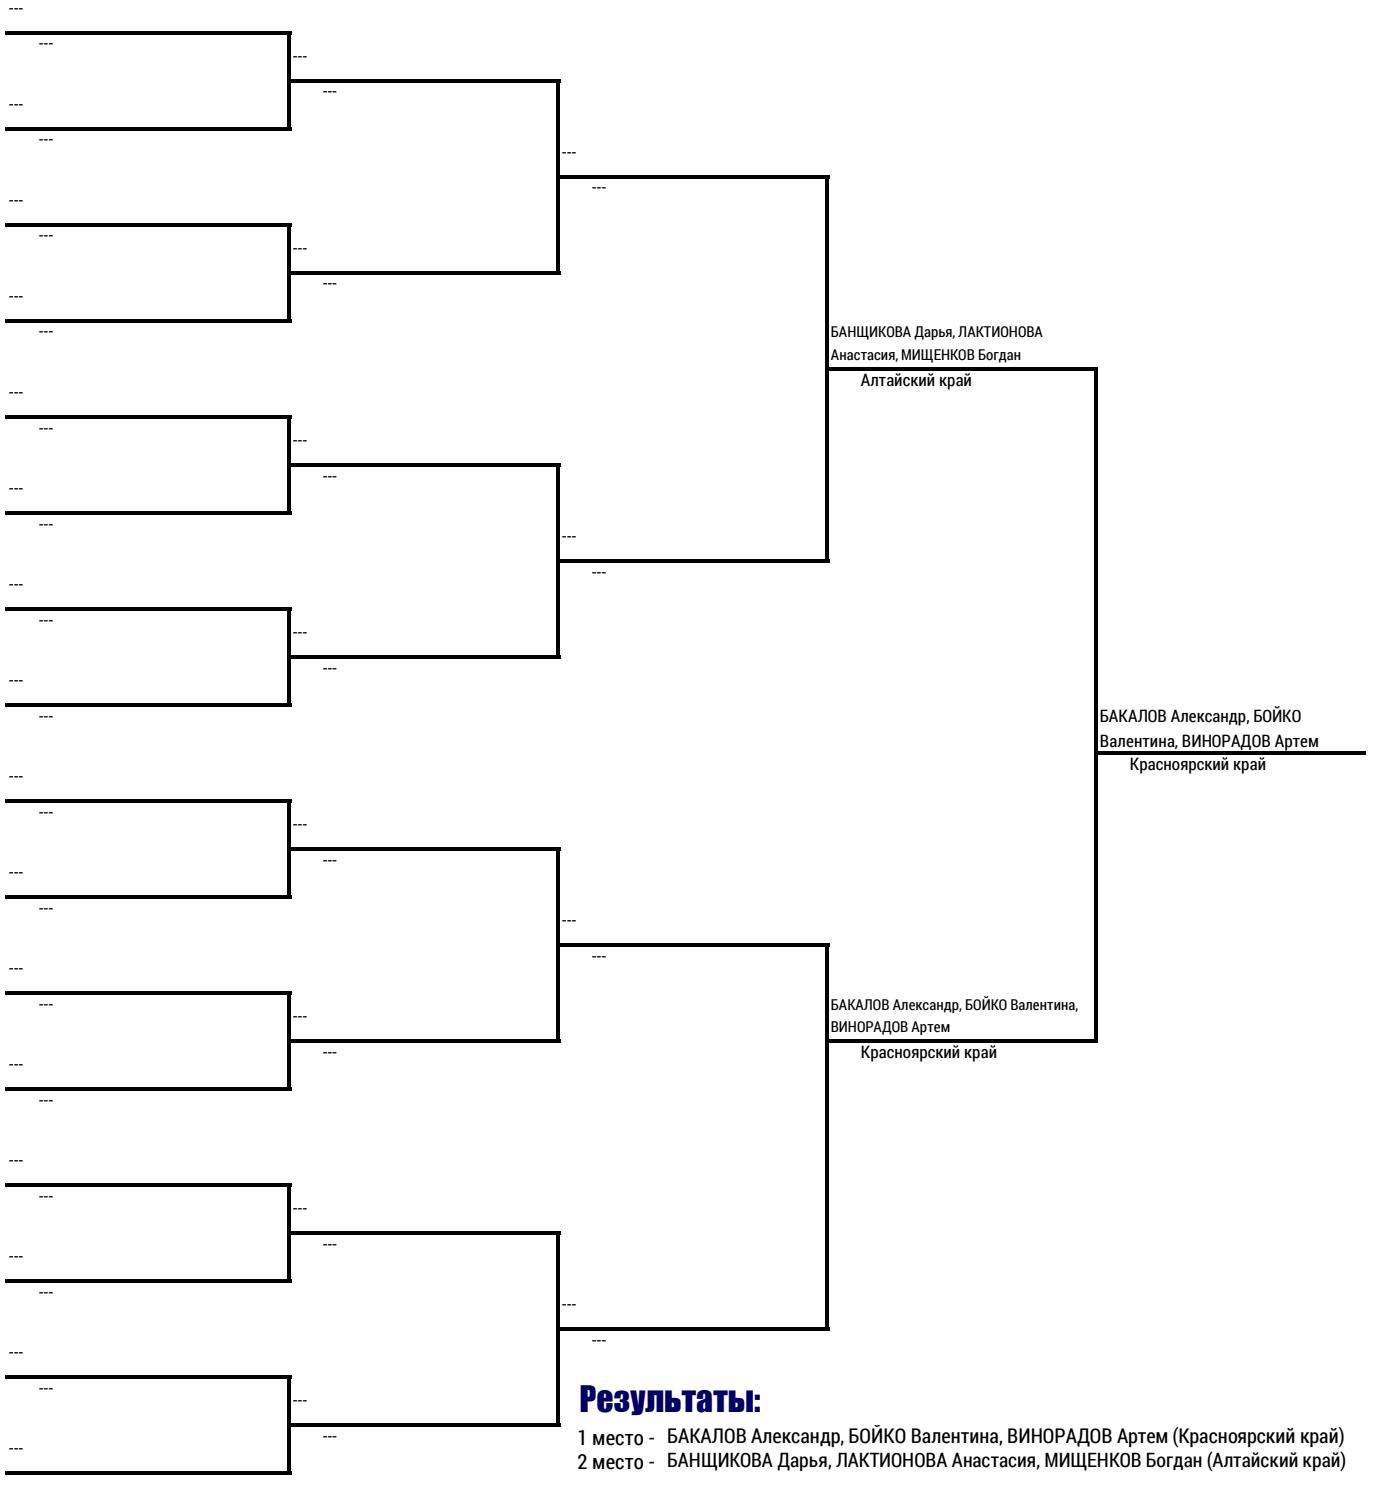 БАНЩИКОВА Дарья, ЛАКТИОНОВА
Анастасия, МИЩЕНКОВ Богдан
Алтайский край
БАКАЛОВ Александр, БОЙКО
Валентина, ВИНОРАДОВ Артем
Красноярский край
БАКАЛОВ Александр, БОЙКО Валентина,
ВИНОРАДОВ Артем
Красноярский край
Результаты:
1 место - БАКАЛОВ Александр, БОЙКО Валентина, ВИНОРАДОВ Артем (Красноярский край)
2 место - БАНЩИКОВА Дарья, ЛАКТИОНОВА Анастасия, МИЩЕНКОВ Богдан (Алтайский край)